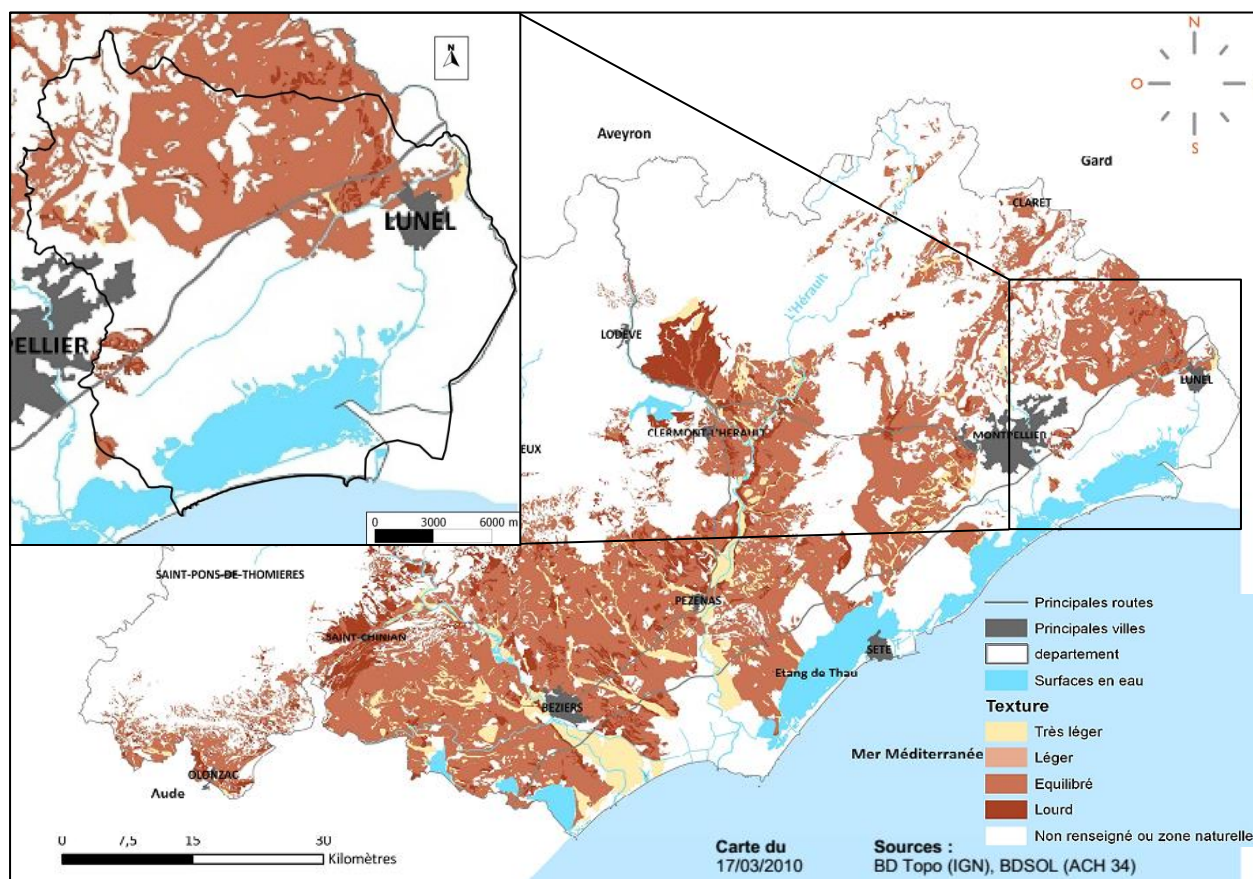 N
O
S
Aveyron
Gard
CLARET
L'Hérault
LODEVE
CLERMONT-L'HERAULT
EUX
MONTPELLIER
LUNEL
N
LUNEL
PELLIER
0 3000 6000 m
SAINT-PONS-DE-THOMIERES
SAINT-CHINIAN
PEZENAS
SETE
Etang de Thau
BEZIERS
Mer Méditerranée
OLONZAC
Aude
0 7,5 15 30
Kilomètres
Principales routes
Principales villes
departement
Surfaces en eau
Texture
Très léger
Léger
Equilibré
Lourd
Non renseigné ou zone naturelle
Carte du
17/03/2010
Sources :
BD Topo (IGN), BDSOL (ACH 34)